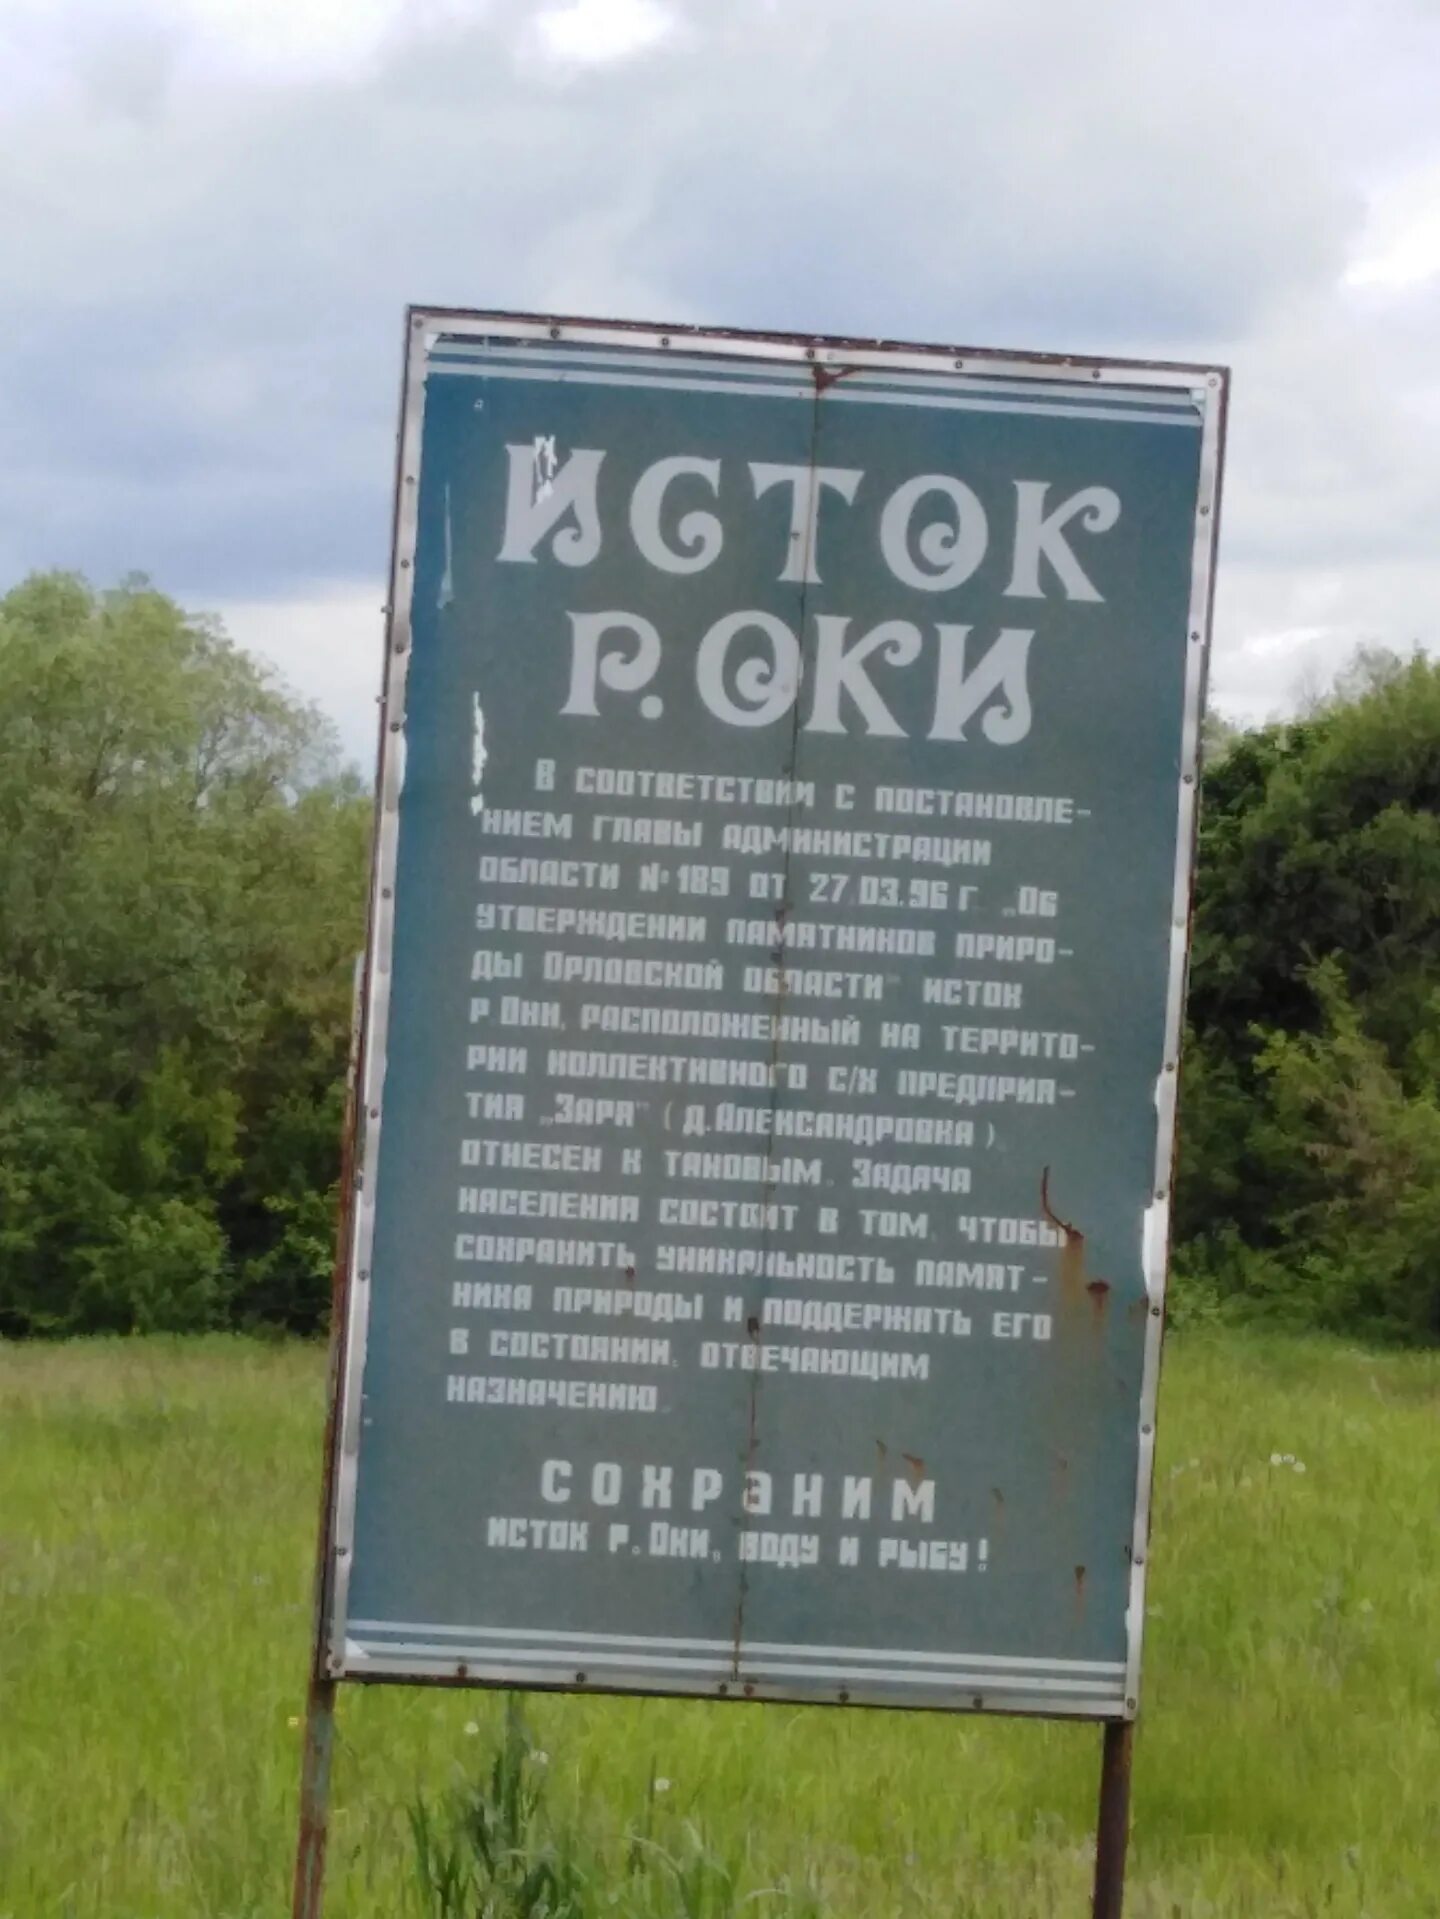 ИСТОК
Р. ОКИ
В соответствии с постановле-
нием главы администрации
области № 189 от 27.03.96 г. „Об
утверждении памятников приро-
ды Орловской области" исток
р. Оки, расположенный на террито-
рии коллективного с/х предприя-
тия „Заря" (д. Александровка)
отнесен к таковым. Задача
населения состоит в том, чтобы
сохранить уникальность памят-
ника природы и поддержать его
в состоянии, отвечающим
назначению.
СОХРАНИМ
исток р. Оки, воду и рыбу!